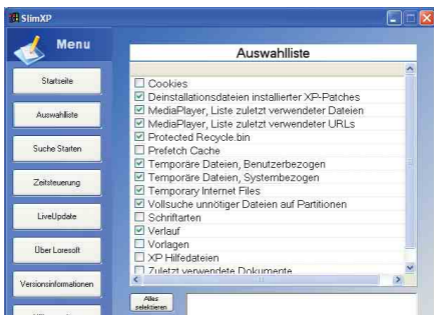 SlimXP
Menu
Startseite
Auswahlliste
Suche Starten
Zeitsteuerung
LiveUpdate
Über Loresoft
Versionsinformationen
Auswahlliste
Cookies
Deinstallationsdateien installierter XP-Patches
MediaPlayer, Liste zuletzt verwendeter Dateien
MediaPlayer, Liste zuletzt verwendeter URLs
Protected Recycle.bin
Prefetch Cache
Temporäre Dateien, Benutzerbezogen
Temporäre Dateien, Systembezogen
Temporary Internet Files
Vollsuche unnötiger Dateien auf Partitionen
Schriftarten
Verlauf
Vorlagen
XP Hilfedateien
Zuletzt verwendete Dokumente
Alles
selektieren